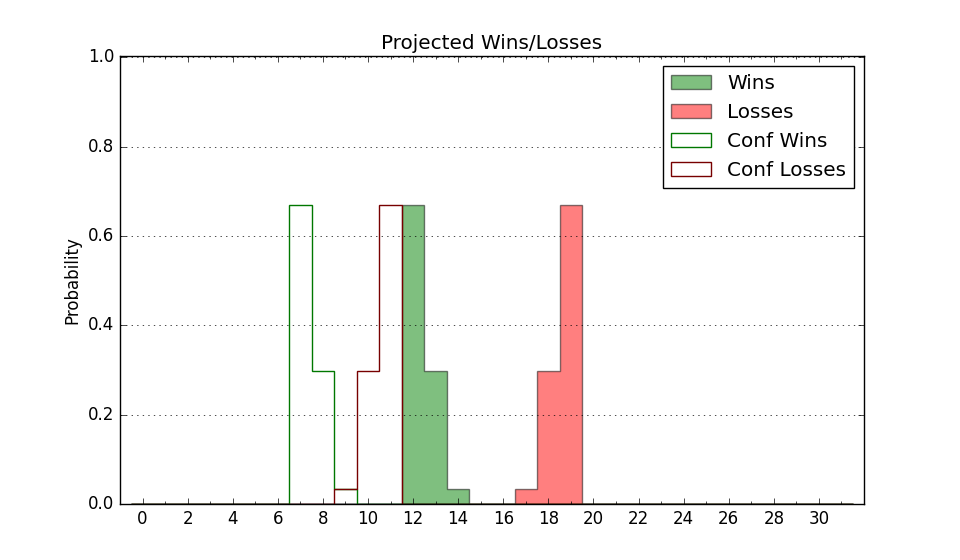 Projected Wins/Losses
1.0
0.8
0.6
0.4
0.2
0.0
Probability
Wins
Losses
Conf Wins
Conf Losses
0 2 4 6 8 10 12 14 16 18 20 22 24 26 28 30